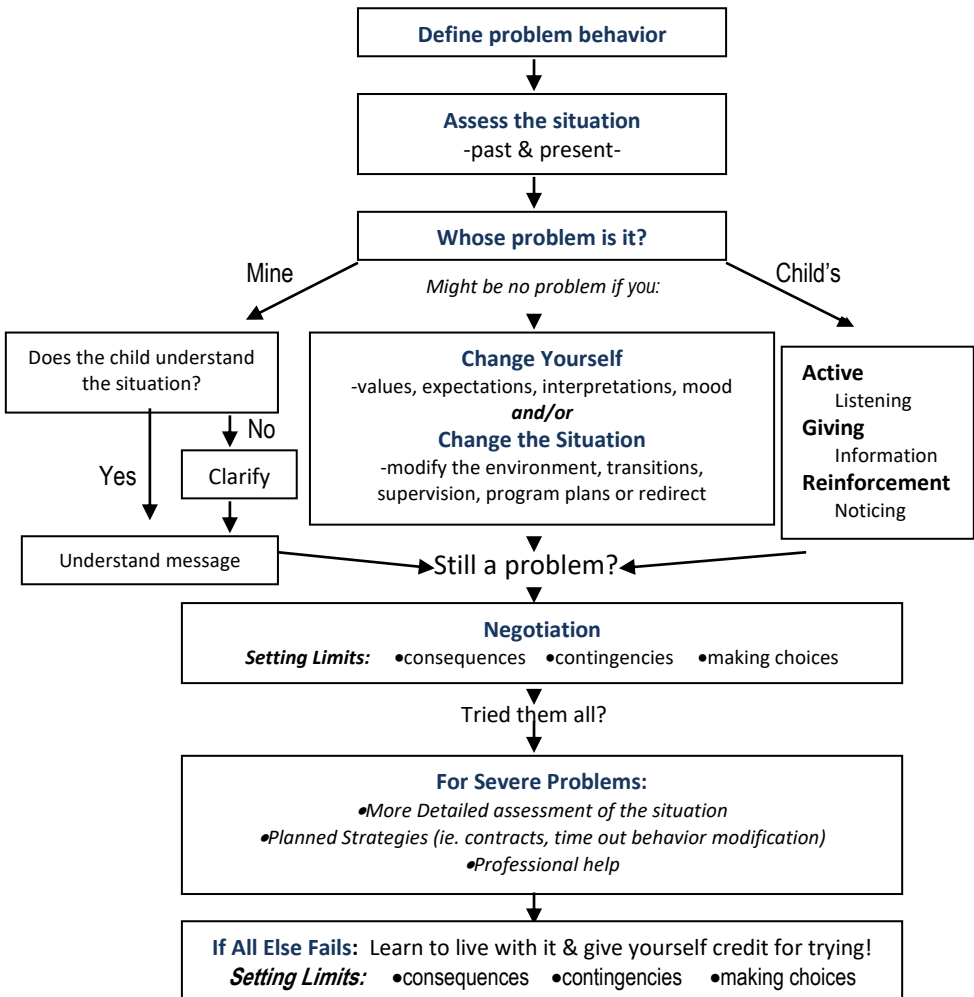 Define problem behavior
Assess the situation
-past & present-
Whose problem is it?
Mine
Child's
Might be no problem if you:
Does the child understand
the situation?
Yes
No
Clarify
Understand message
Change Yourself
-values, expectations, interpretations, mood
and/or
Change the Situation
-modify the environment, transitions,
supervision, program plans or redirect
Active
Listening
Giving
Information
Reinforcement
Noticing
Still a problem?
Negotiation
Setting Limits: •consequences •contingencies •making choices
Tried them all?
For Severe Problems:
•More Detailed assessment of the situation
•Planned Strategies (ie. contracts, time out behavior modification)
•Professional help
If All Else Fails: Learn to live with it & give yourself credit for trying!
Setting Limits: •consequences •contingencies •making choices